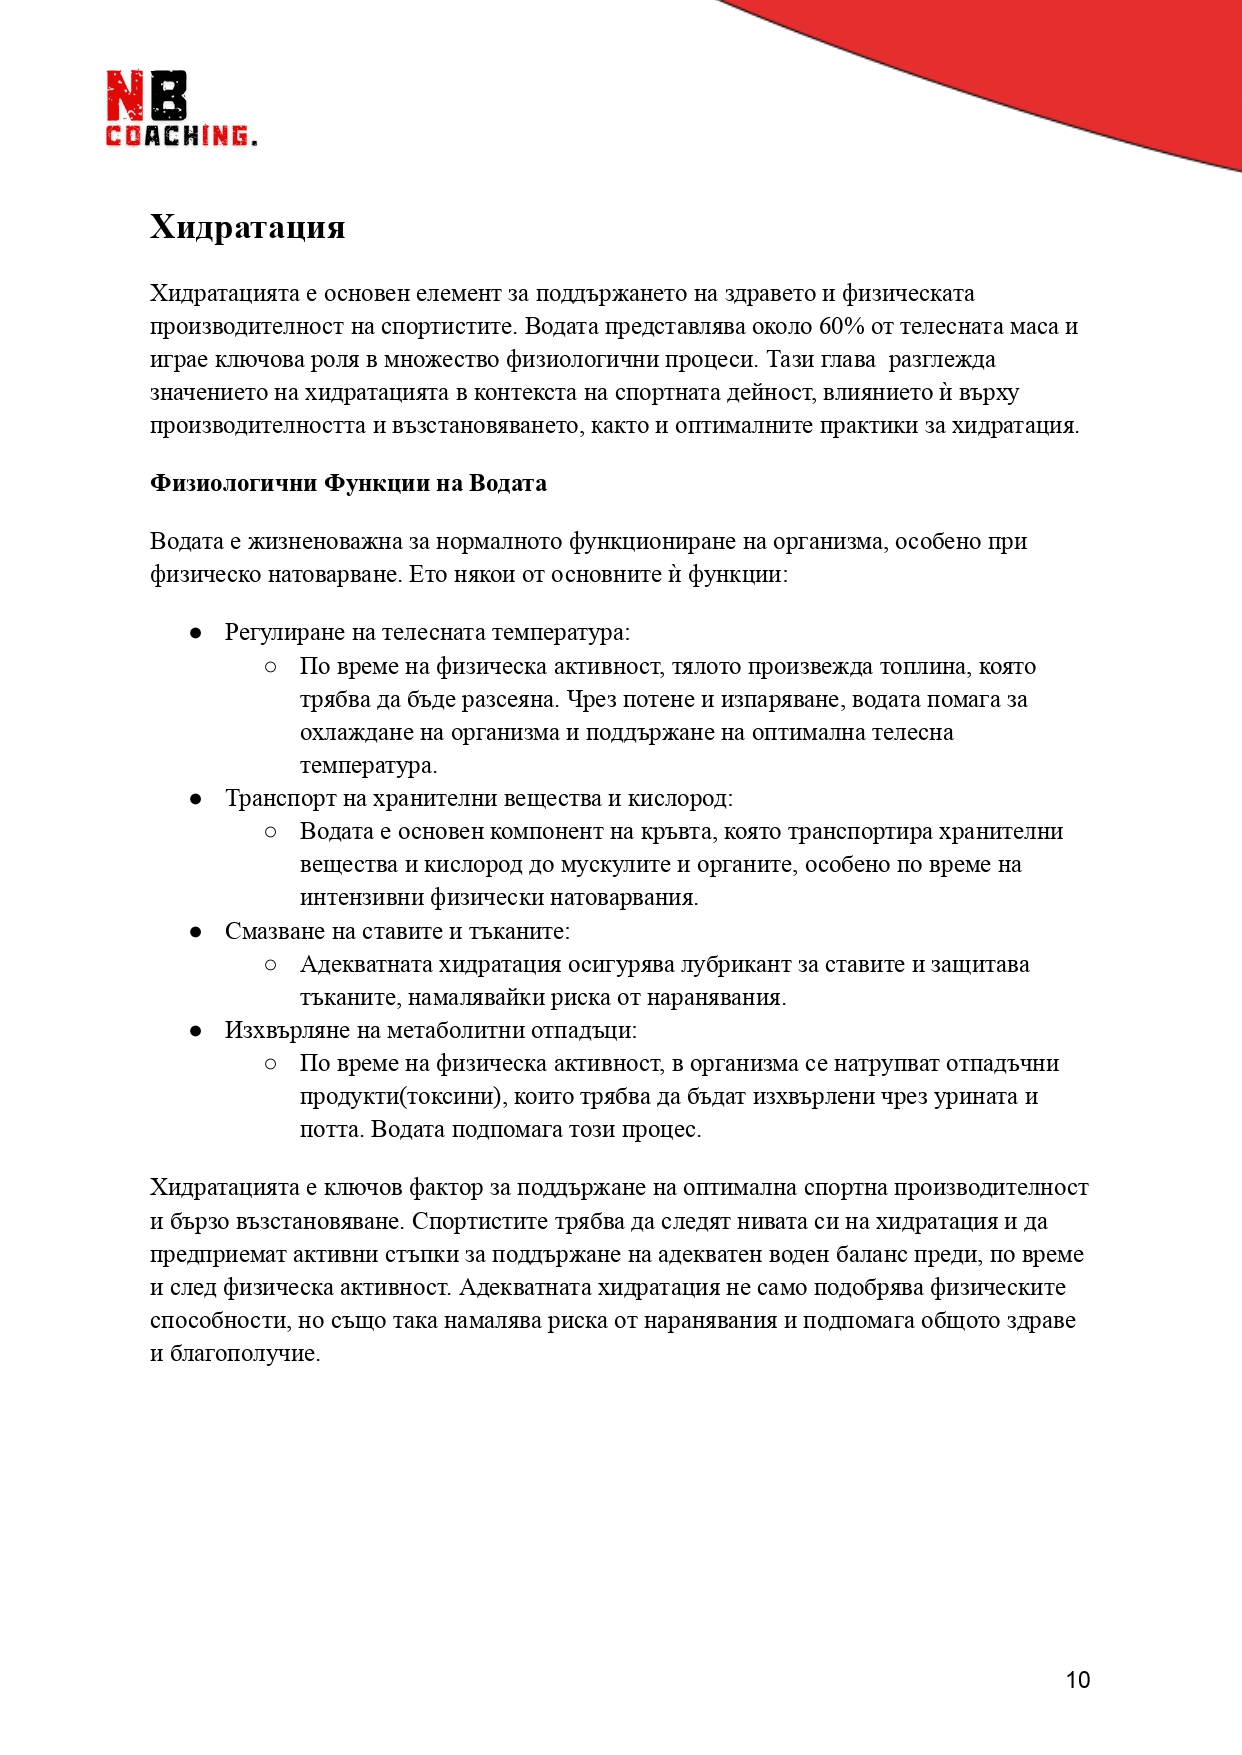 NB
COACHING.
Хидратация
Хидратацията е основен елемент за поддържането на здравето и физическата
производителност на спортистите. Водата представлява около 60% от телесната маса и
играе ключова роля в множество физиологични процеси. Тази глава  разглежда
значението на хидратацията в контекста на спортната дейност, влиянието ѝ върху
производителността и възстановяването, както и оптималните практики за хидратация.
Физиологични Функции на Водата
Водата е жизненоважна за нормалното функциониране на организма, особено при
физическо натоварване. Ето някои от основните ѝ функции:
● Регулиране на телесната температура:
○ По време на физическа активност, тялото произвежда топлина, която
трябва да бъде разсеяна. Чрез потене и изпаряване, водата помага за
охлаждане на организма и поддържане на оптимална телесна
температура.
● Транспорт на хранителни вещества и кислород:
○ Водата е основен компонент на кръвта, която транспортира хранителни
вещества и кислород до мускулите и органите, особено по време на
интензивни физически натоварвания.
● Смазване на ставите и тъканите:
○ Адекватната хидратация осигурява лубрикант за ставите и защитава
тъканите, намалявайки риска от наранявания.
● Изхвърляне на метаболитни отпадъци:
○ По време на физическа активност, в организма се натрупват отпадъчни
продукти(токсини), които трябва да бъдат изхвърлени чрез урината и
потта. Водата подпомага този процес.
Хидратацията е ключов фактор за поддържане на оптимална спортна производителност
и бързо възстановяване. Спортистите трябва да следят нивата си на хидратация и да
предприемат активни стъпки за поддържане на адекватен воден баланс преди, по време
и след физическа активност. Адекватната хидратация не само подобрява физическите
способности, но също така намалява риска от наранявания и подпомага общото здраве
и благополучие.
10